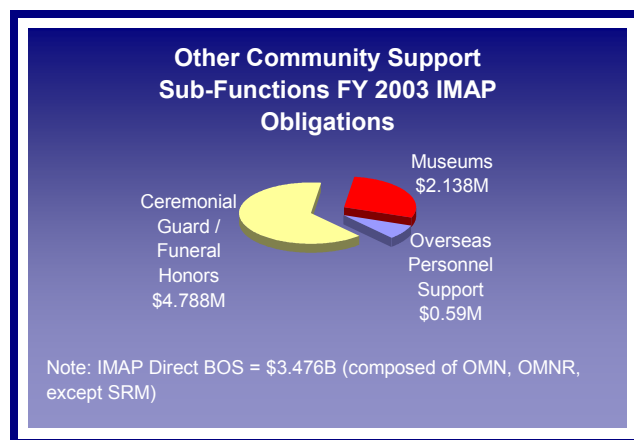 Other Community Support
Sub-Functions FY 2003 IMAP
Obligations
Museums
$2.138M
Ceremonial
Guard /
Funeral
Honors
$4.788M
Overseas
Personnel
Support
$0.59M
Note: IMAP Direct BOS = $3.476B (composed of OMN, OMNR,
except SRM)